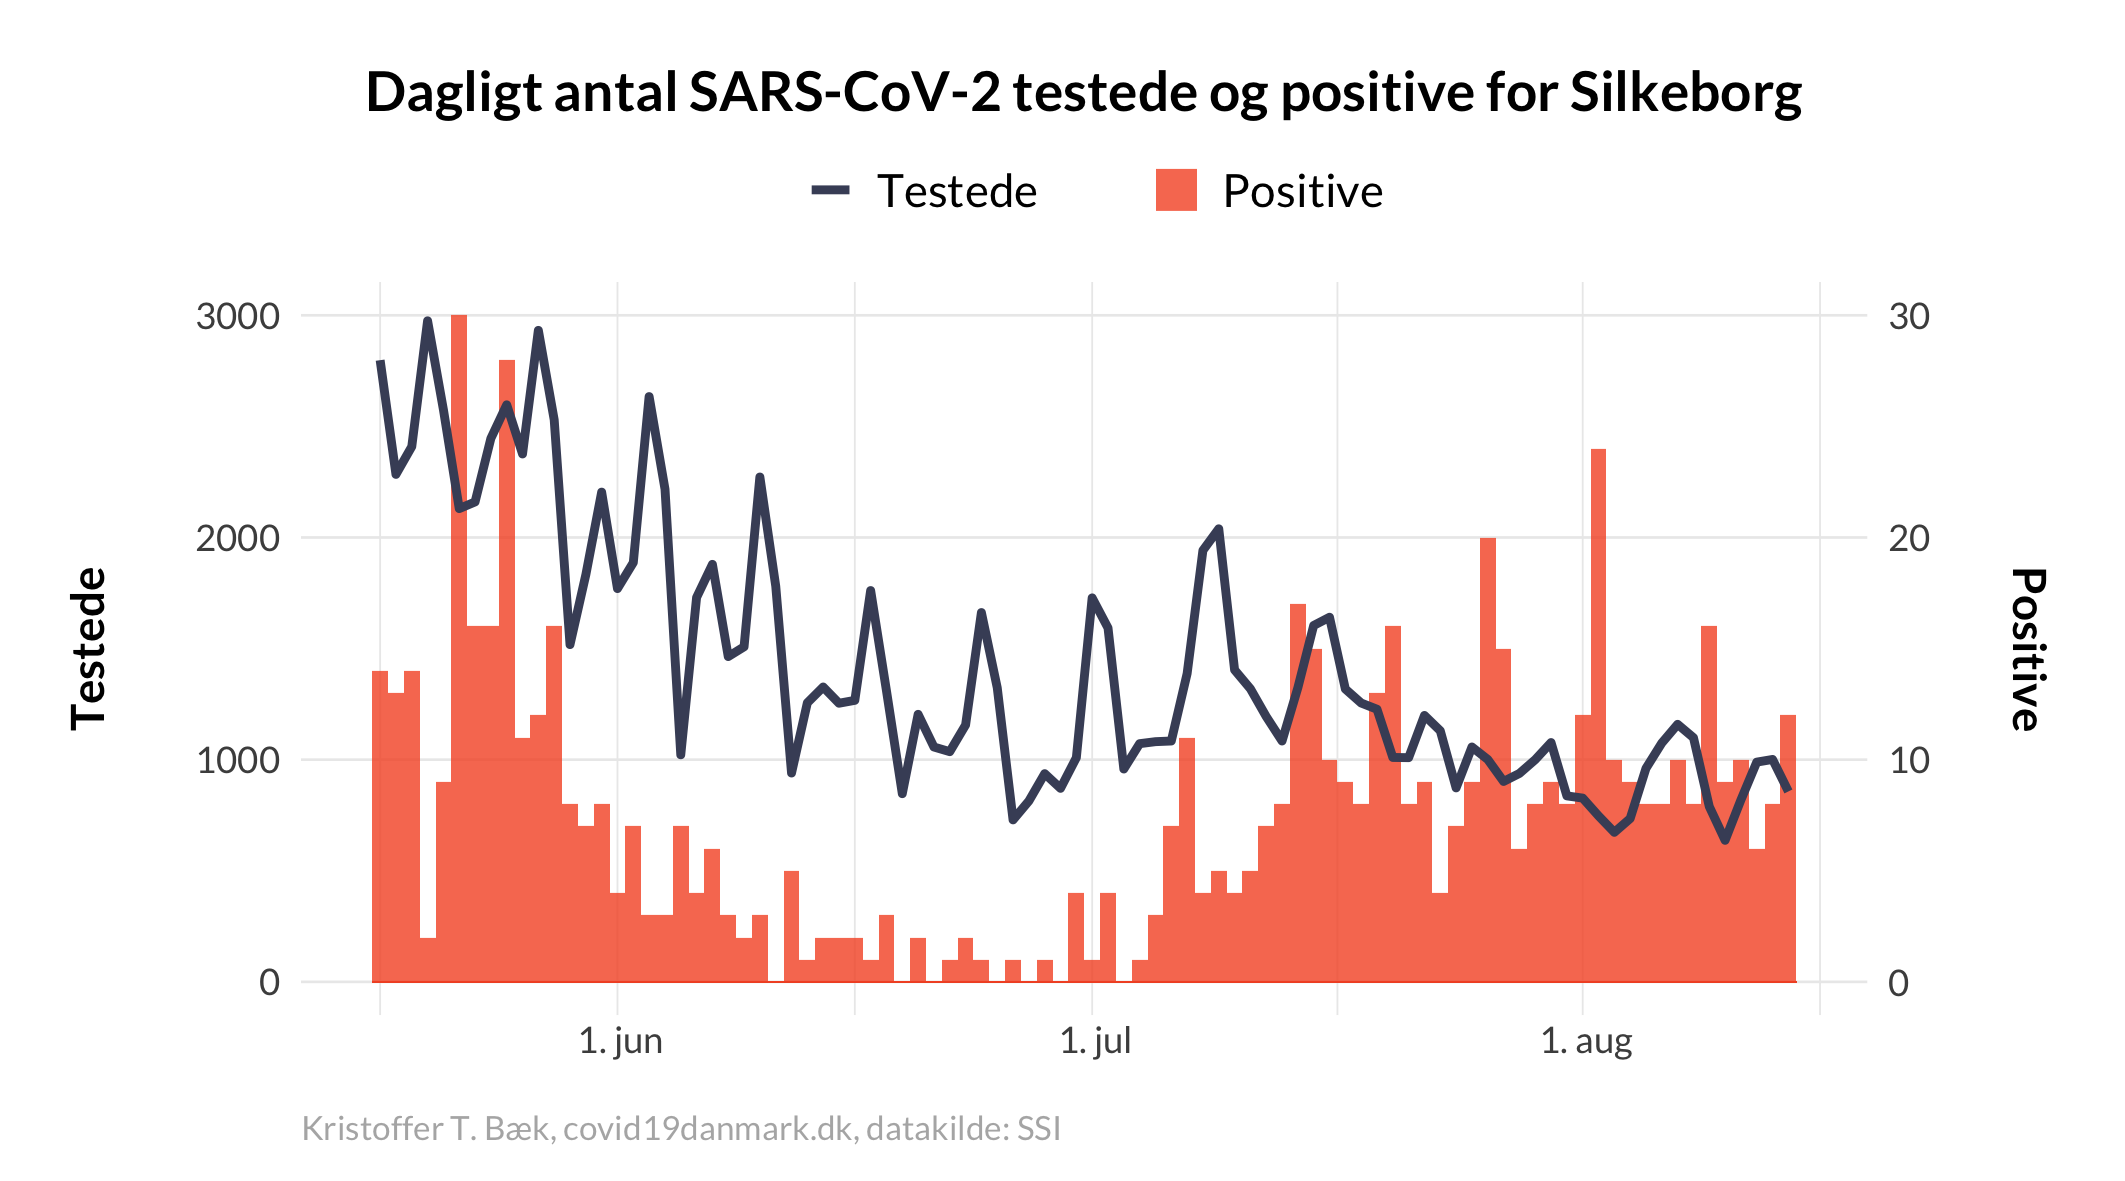 Dagligt antal SARS-CoV-2 testede og positive for Silkeborg
Testede
Positive
3000
2000
1000
0
Testede
30
20
10
0
Positive
1. jun
1. jul
1. aug
Kristoffer T. Bæk, covid19danmark.dk, datakilde: SSI